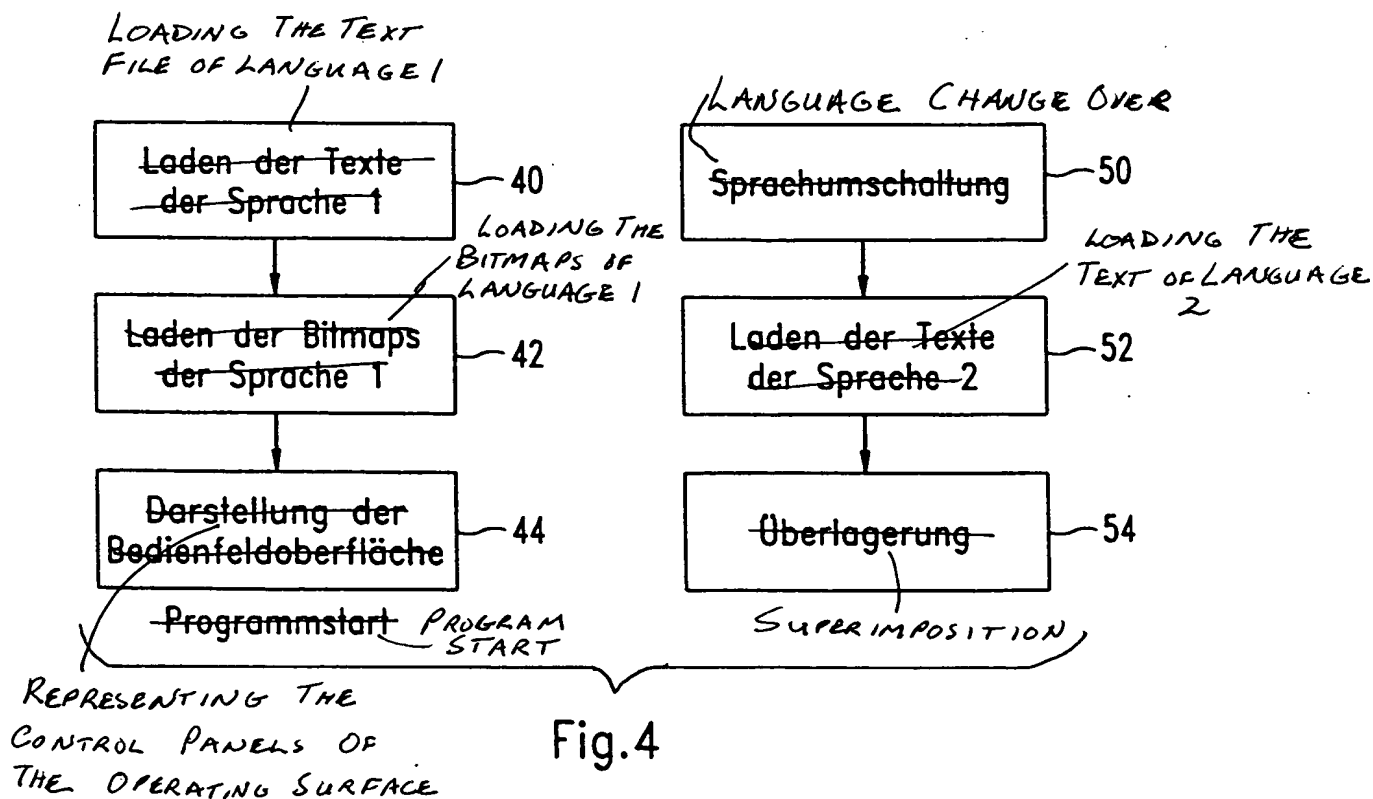 LOADING THE TEXT
FILE OF LANGUAGE 1
Laden der Texte
der Sprache 1
40
LOADING THE
BITMAPS OF
LANGUAGE 1
Laden der Bitmaps
der Sprache 1
42
Darstellung der
Bedienfeldoberfläche
44
Programmstart
PROGRAM
START
REPRESENTING THE
CONTROL PANELS OF
THE OPERATING SURFACE
LANGUAGE CHANGE OVER
Sprachumschaltung
50
LOADING THE
TEXT OF LANGUAGE
2
Laden der Texte
der Sprache 2
52
Überlagerung
54
SUPERIMPOSITION
Fig.4